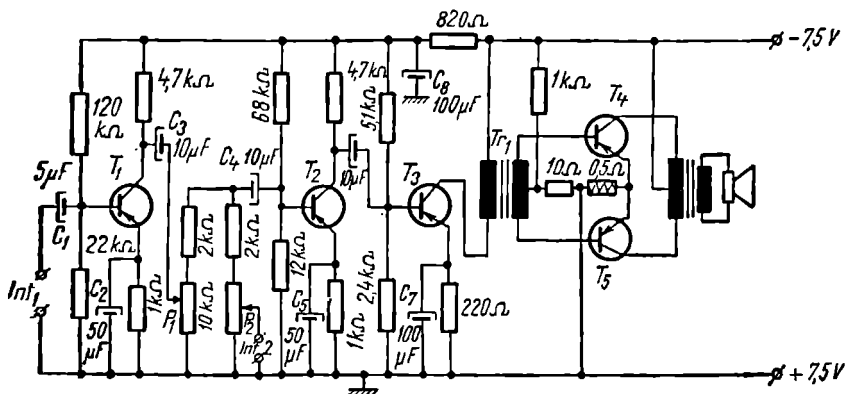 820Ω
−7,5V
4,7kΩ
120
kΩ
C3
10μF
5μF
C1
T1
22kΩ
C2
50
μF
1kΩ
Int1
P1
2kΩ
10kΩ
C4
10μF
2kΩ
P2
Int2
68kΩ
12kΩ
T2
C5
50
μF
1kΩ
4,7kΩ
10μF
5,1kΩ
C8
100μF
T3
2,4kΩ
C7
100
μF
220Ω
Tr1
1kΩ
10Ω
0,5Ω
T4
T5
+7,5V